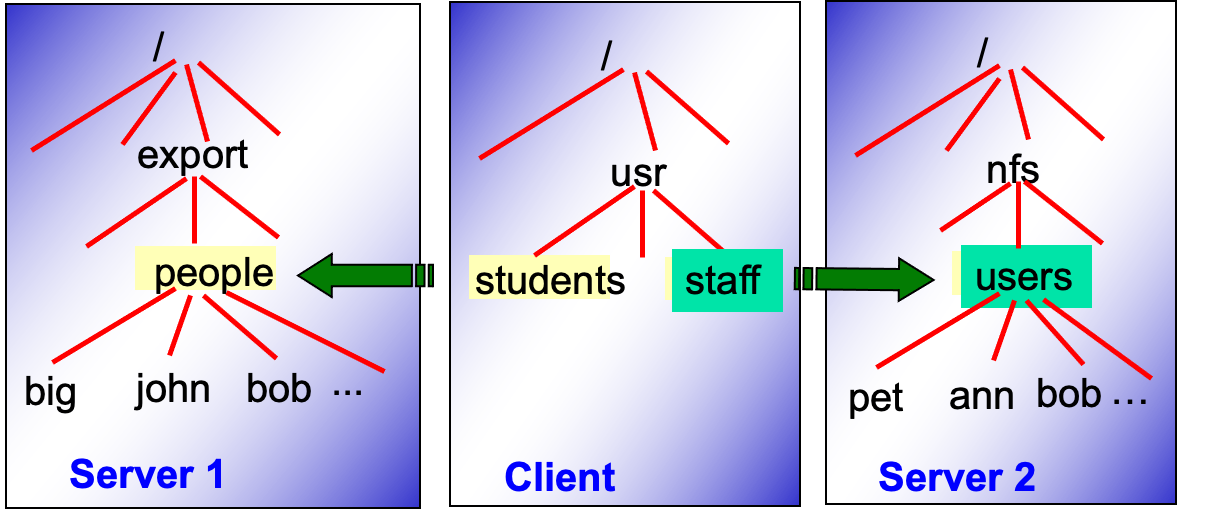 /
export
people
big john bob ...
Server 1
/
usr
students staff
Client
/
nfs
users
pet ann bob ...
Server 2